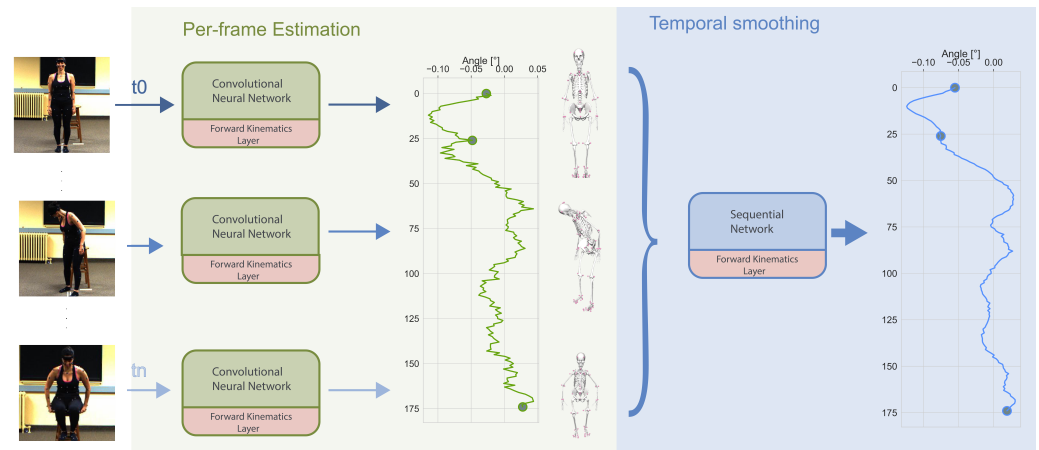 Per-frame Estimation
Temporal smoothing
t0
Convolutional
Neural Network
Forward Kinematics
Layer
Convolutional
Neural Network
Forward Kinematics
Layer
tn
Convolutional
Neural Network
Forward Kinematics
Layer
Angle [°]
−0.10 −0.05 0.00 0.05
0
25
50
75
100
125
150
175
Sequential
Network
Forward Kinematics
Layer
Angle [°]
−0.10 −0.05 0.00
0
25
50
75
100
125
150
175